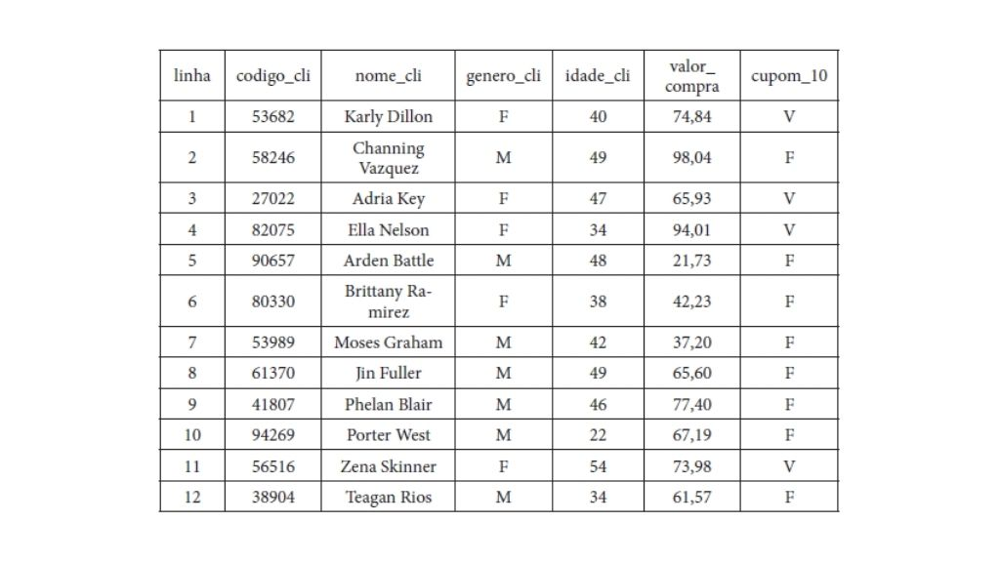 linha codigo_cli nome_cli genero_cli idade_cli valor_ compra cupom_10
1 53682 Karly Dillon F 40 74,84 V
2 58246 Channing Vazquez M 49 98,04 F
3 27022 Adria Key F 47 65,93 V
4 82075 Ella Nelson F 34 94,01 V
5 90657 Arden Battle M 48 21,73 F
6 80330 Brittany Ra- mirez F 38 42,23 F
7 53989 Moses Graham M 42 37,20 F
8 61370 Jin Fuller M 49 65,60 F
9 41807 Phelan Blair M 46 77,40 F
10 94269 Porter West M 22 67,19 F
11 56516 Zena Skinner F 54 73,98 V
12 38904 Teagan Rios M 34 61,57 F